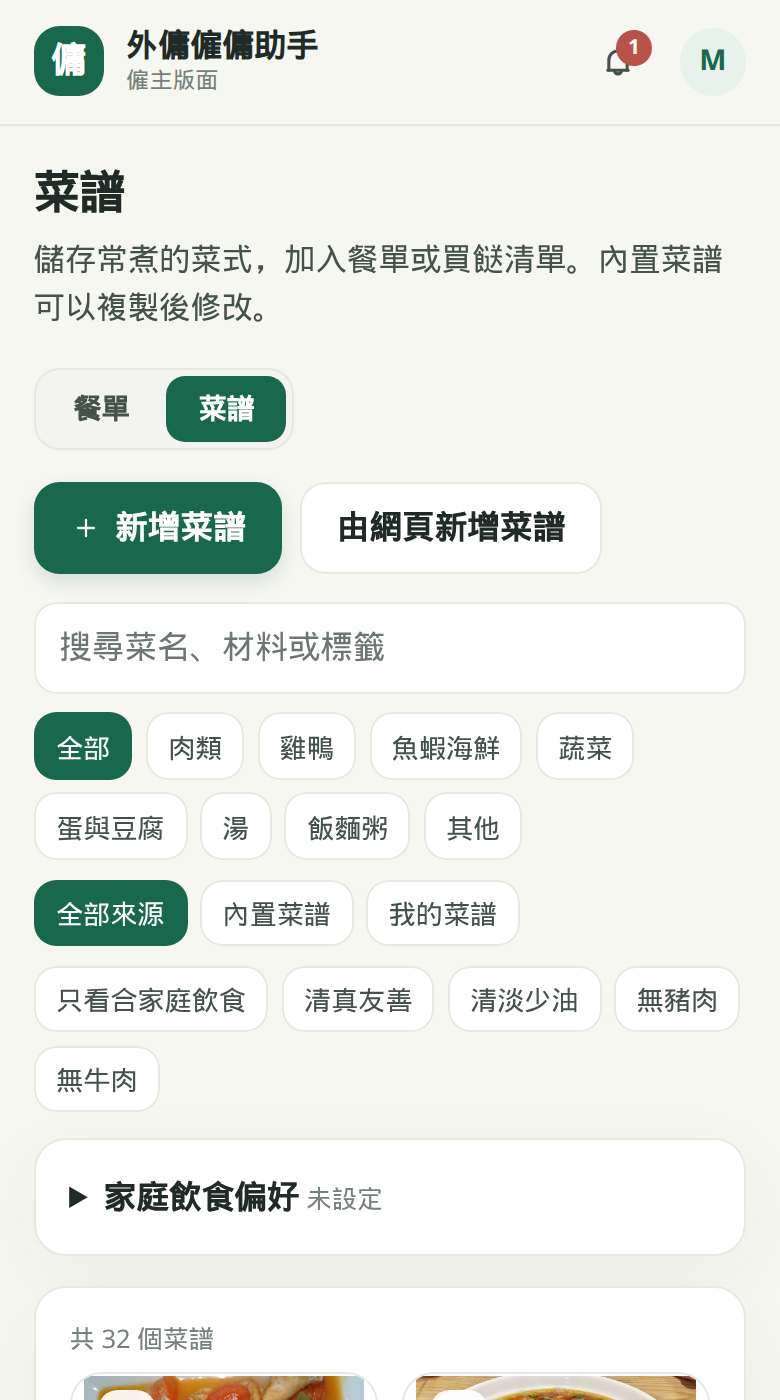 傭
外傭僱傭助手
僱主版面
1
M
菜譜
儲存常煮的菜式，加入餐單或買餸清單。內置菜譜
可以複製後修改。
餐單
菜譜
＋ 新增菜譜
由網頁新增菜譜
搜尋菜名、材料或標籤
全部
肉類
雞鴨
魚蝦海鮮
蔬菜
蛋與豆腐
湯
飯麵粥
其他
全部來源
內置菜譜
我的菜譜
只看合家庭飲食
清真友善
清淡少油
無豬肉
無牛肉
▶ 家庭飲食偏好 未設定
共 32 個菜譜